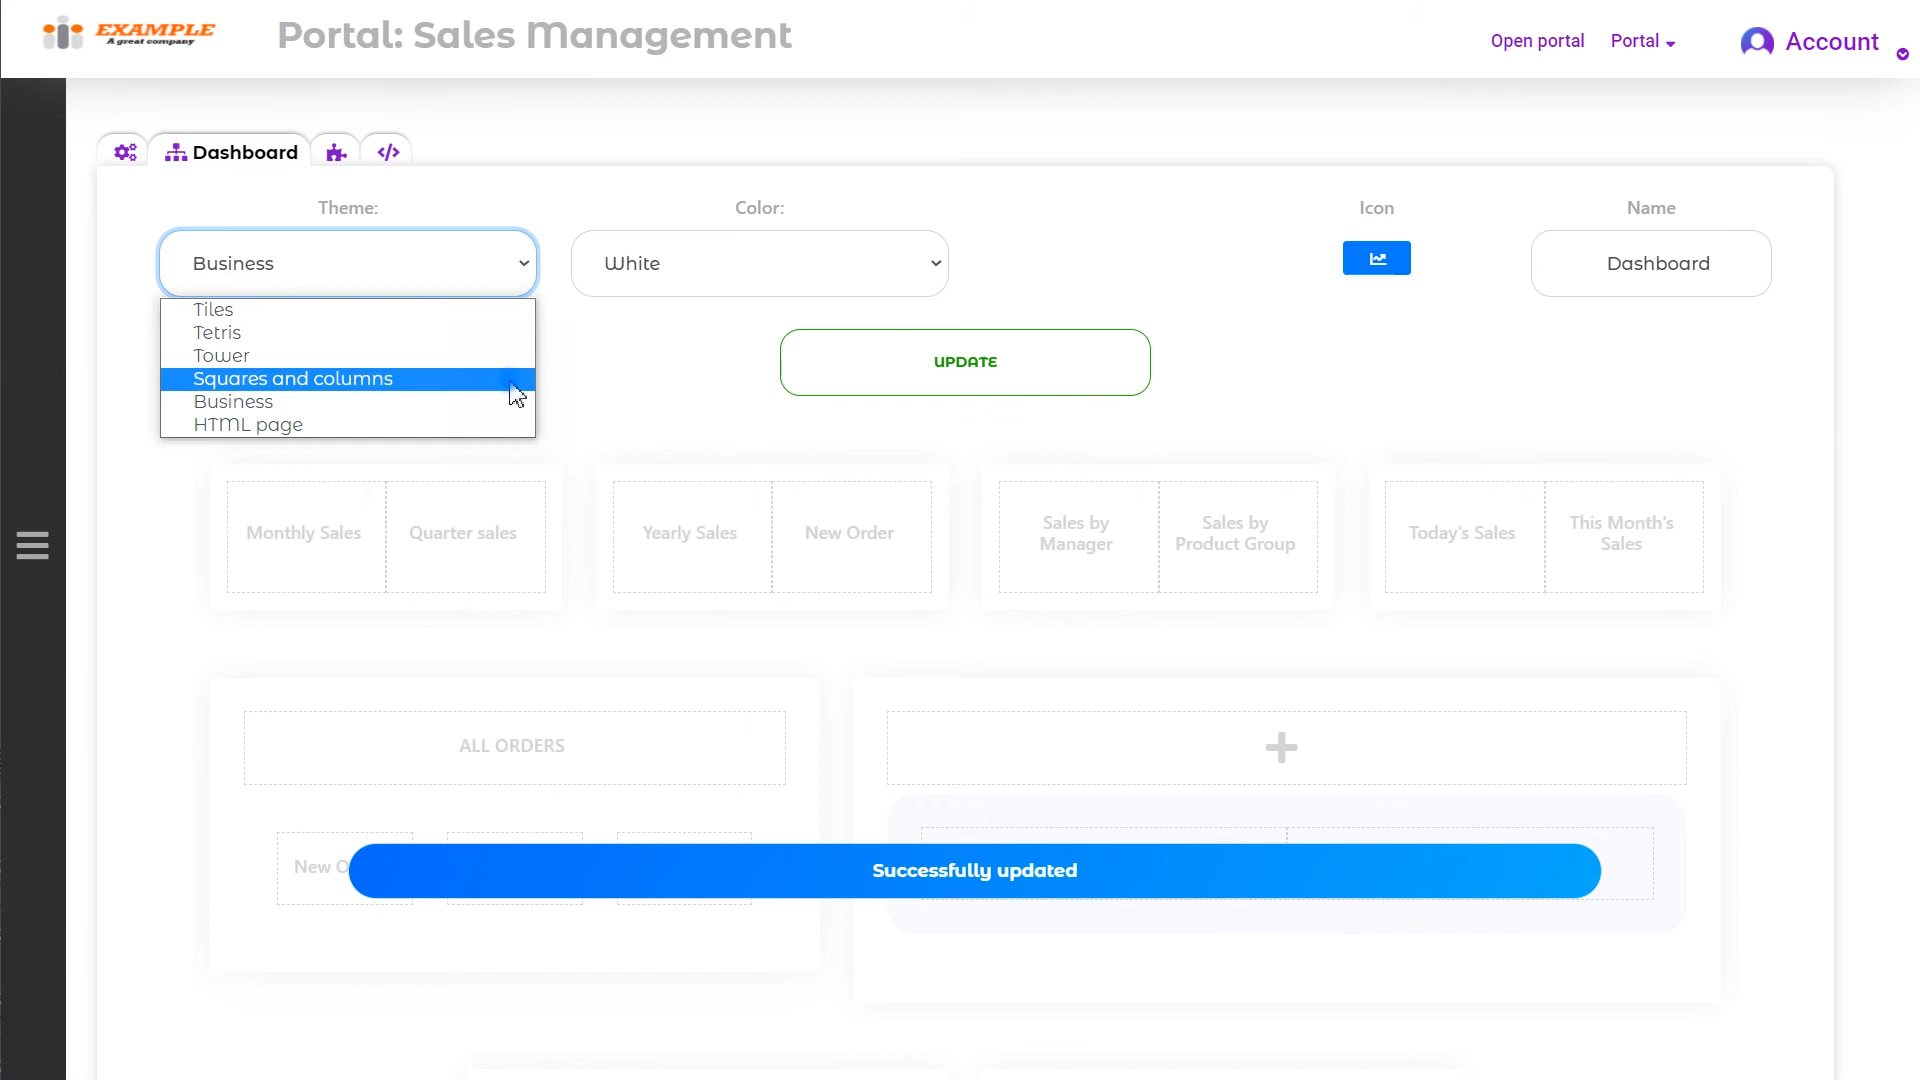 EXAMPLE
A great company
Portal: Sales Management
Open portal
Portal
Account
Dashboard
Theme:
Color:
Icon
Name
Business
White
Dashboard
Tiles
Tetris
Tower
Squares and columns
Business
HTML page
UPDATE
Monthly Sales
Quarter sales
Yearly Sales
New Order
Sales by
Manager
Sales by
Product Group
Today's Sales
This Month's
Sales
ALL ORDERS
New O
Successfully updated